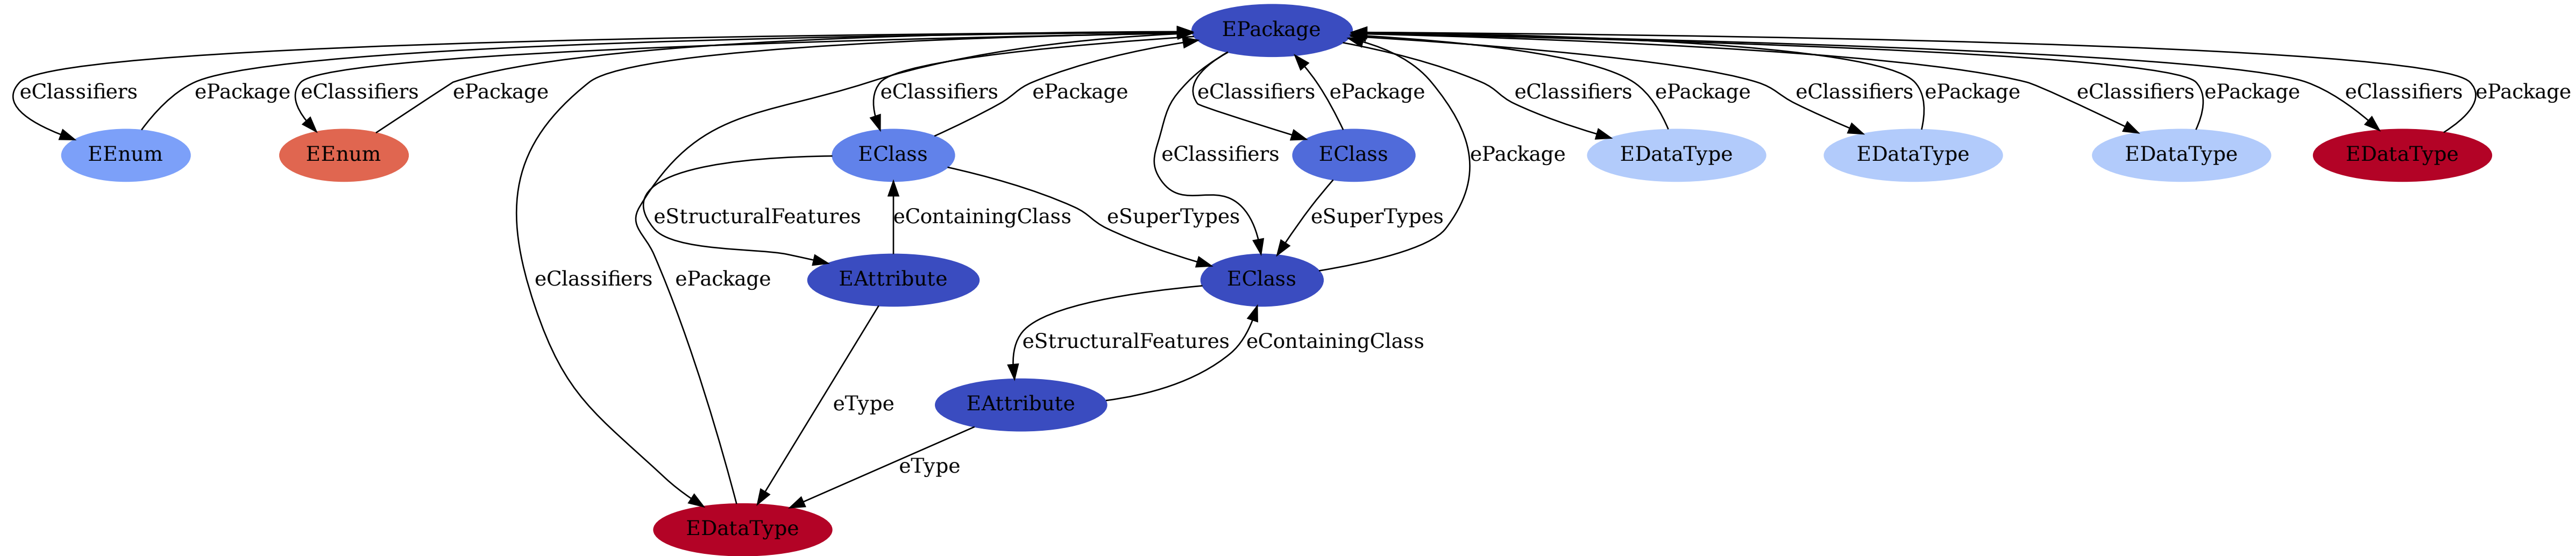 EPackage
eClassifiers
ePackage
eClassifiers
ePackage
eClassifiers
ePackage
eClassifiers
ePackage
eClassifiers
ePackage
eClassifiers
ePackage
eClassifiers
ePackage
eClassifiers
ePackage
EEnum
EEnum
EClass
eClassifiers
EClass
ePackage
EDataType
EDataType
EDataType
EDataType
eStructuralFeatures
eContainingClass
eSuperTypes
eSuperTypes
eClassifiers
ePackage
EAttribute
EClass
eStructuralFeatures
eContainingClass
eType
EAttribute
eType
EDataType